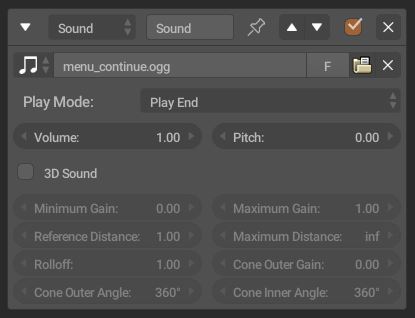 Sound Sound
menu_continue.ogg F
Play Mode: Play End
Volume: 1.00 Pitch: 0.00
3D Sound
Minimum Gain: 0.00 Maximum Gain: 1.00
Reference Distance: 1.00 Maximum Distance: inf
Rolloff: 1.00 Cone Outer Gain: 0.00
Cone Outer Angle: 360° Cone Inner Angle: 360°